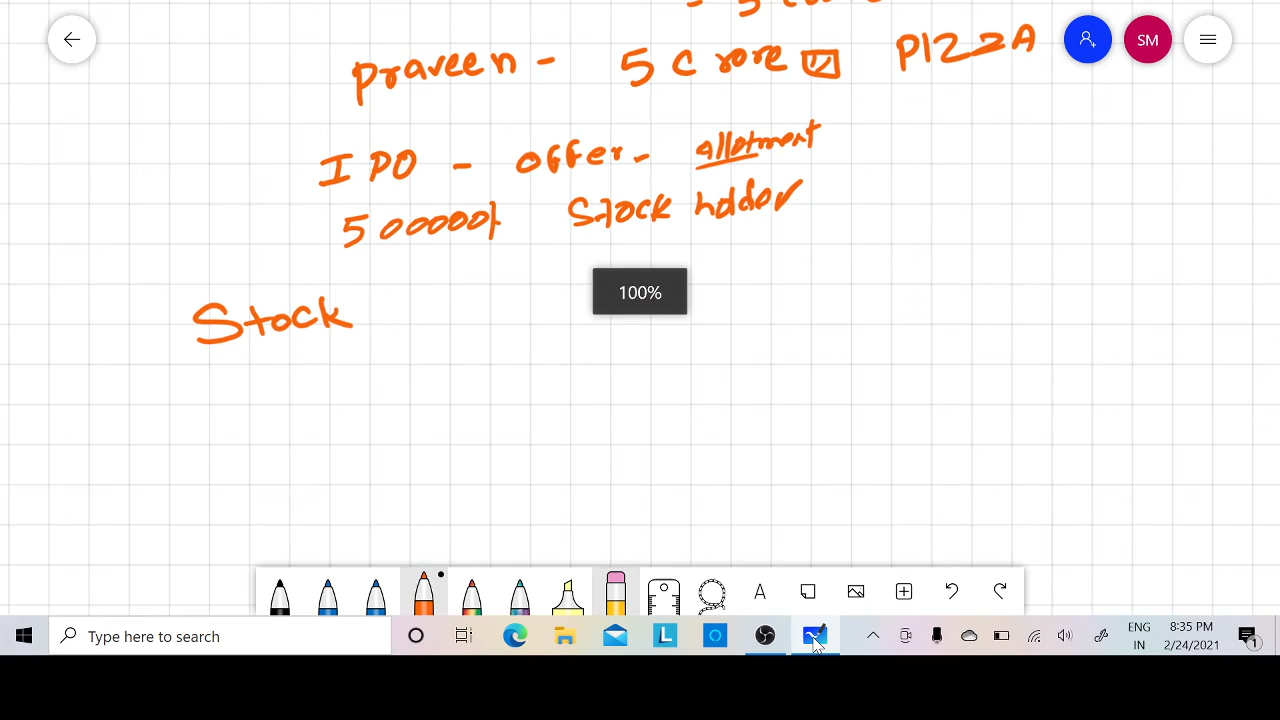 praveen - 5 crore PIZZA
SM
IPO - offer - allotment
500000/- Stock holder
100%
Stock
A
Type here to search
L
ENG
IN
8:35 PM
2/24/2021
1